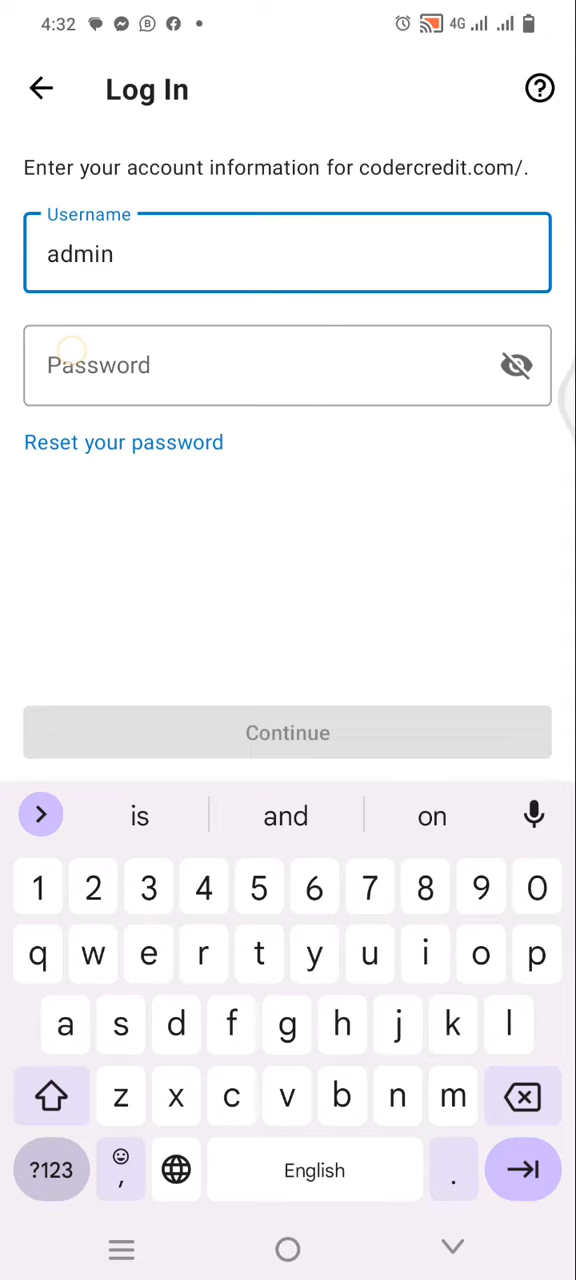 4:32
4G
Log In
Enter your account information for codercredit.com/.
Username
admin
Password
Reset your password
Continue
is and on
1 2 3 4 5 6 7 8 9 0
q w e r t y u i o p
a s d f g h j k l
z x c v b n m
?123 , English .